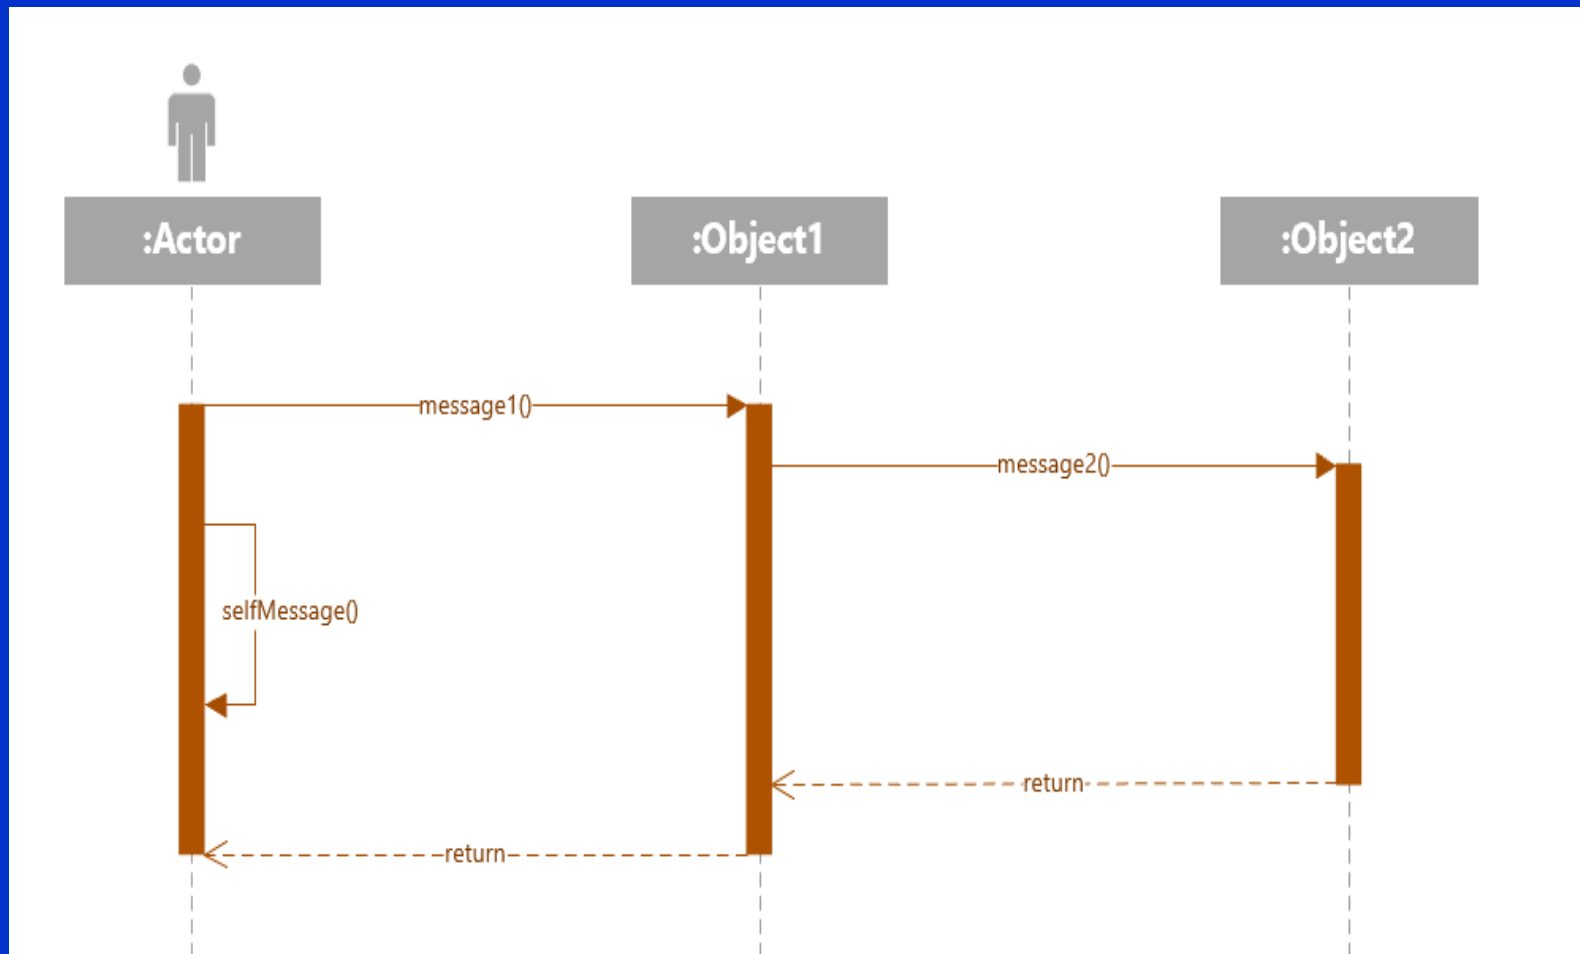 :Actor
:Object1
:Object2
message1()
message2()
selfMessage()
return
return